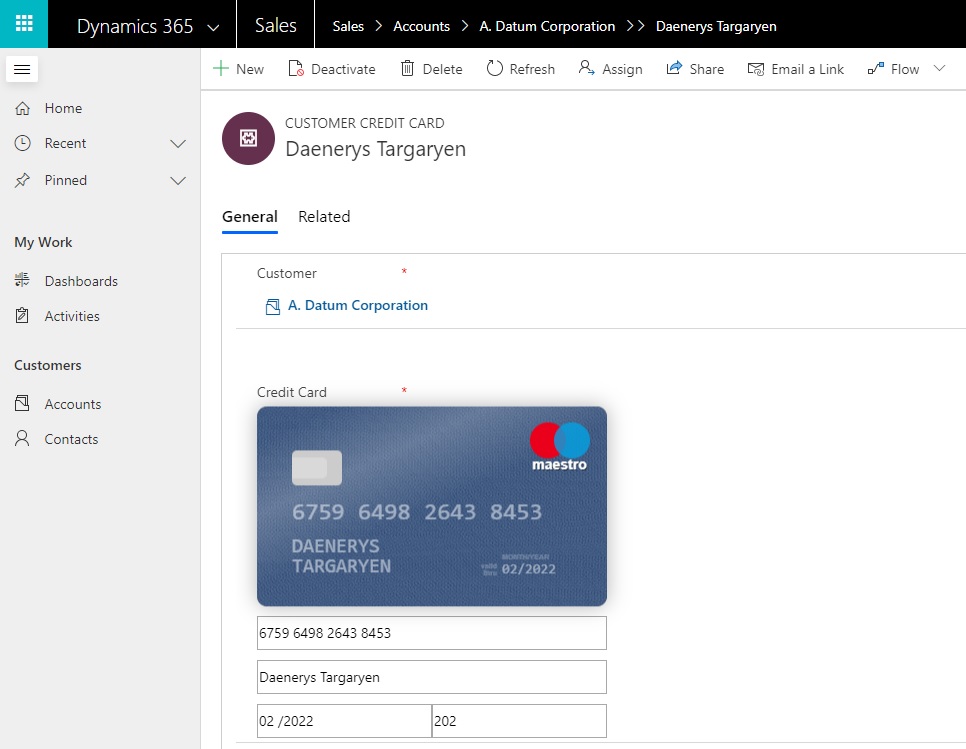 Dynamics 365
Sales
Sales > Accounts > A. Datum Corporation >> Daenerys Targaryen
New Deactivate Delete Refresh Assign Share Email a Link Flow
Home
Recent
Pinned
My Work
Dashboards
Activities
Customers
Accounts
Contacts
CUSTOMER CREDIT CARD
Daenerys Targaryen
General Related
Customer *
A. Datum Corporation
Credit Card *
maestro
6759 6498 2643 8453
DAENERYS
TARGARYEN
MONTH/YEAR
valid
thru
02/2022
6759 6498 2643 8453
Daenerys Targaryen
02 /2022 202